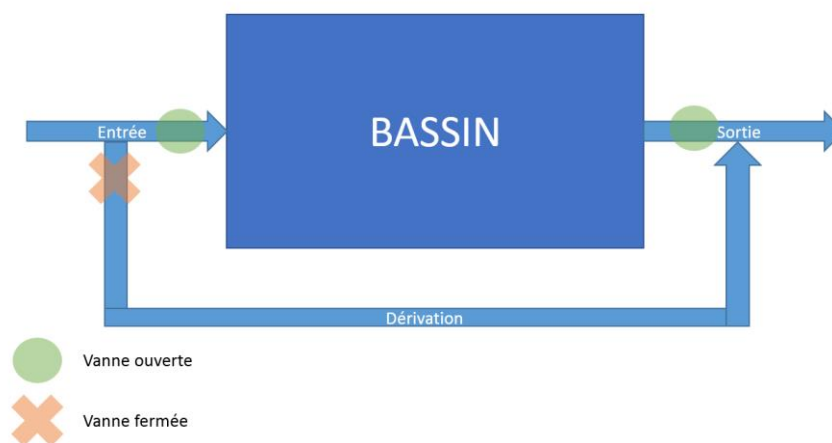 Entrée
BASSIN
Sortie
Dérivation
Vanne ouverte
Vanne fermée